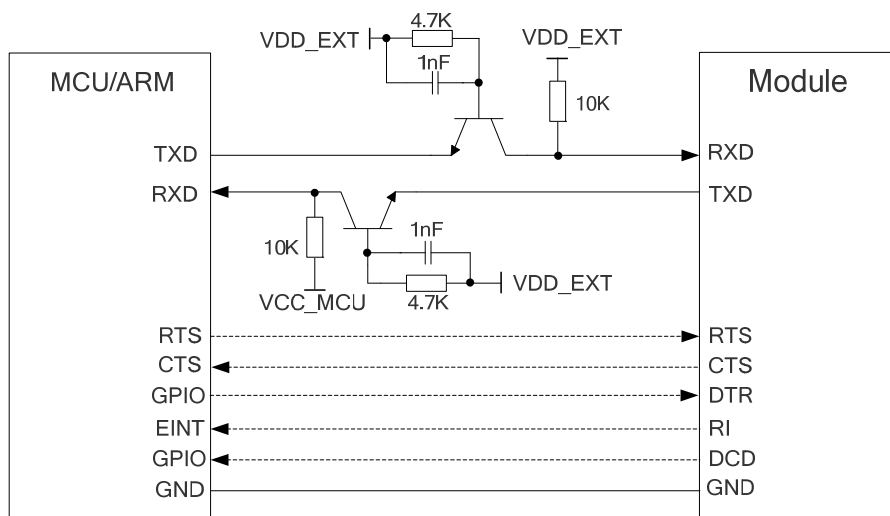 4.7K
VDD_EXT
1nF
VDD_EXT
MCU/ARM
Module
10K
TXD
RXD
RXD
TXD
1nF
10K
VDD_EXT
VCC_MCU
4.7K
RTS
RTS
CTS
CTS
GPIO
DTR
EINT
RI
GPIO
DCD
GND
GND